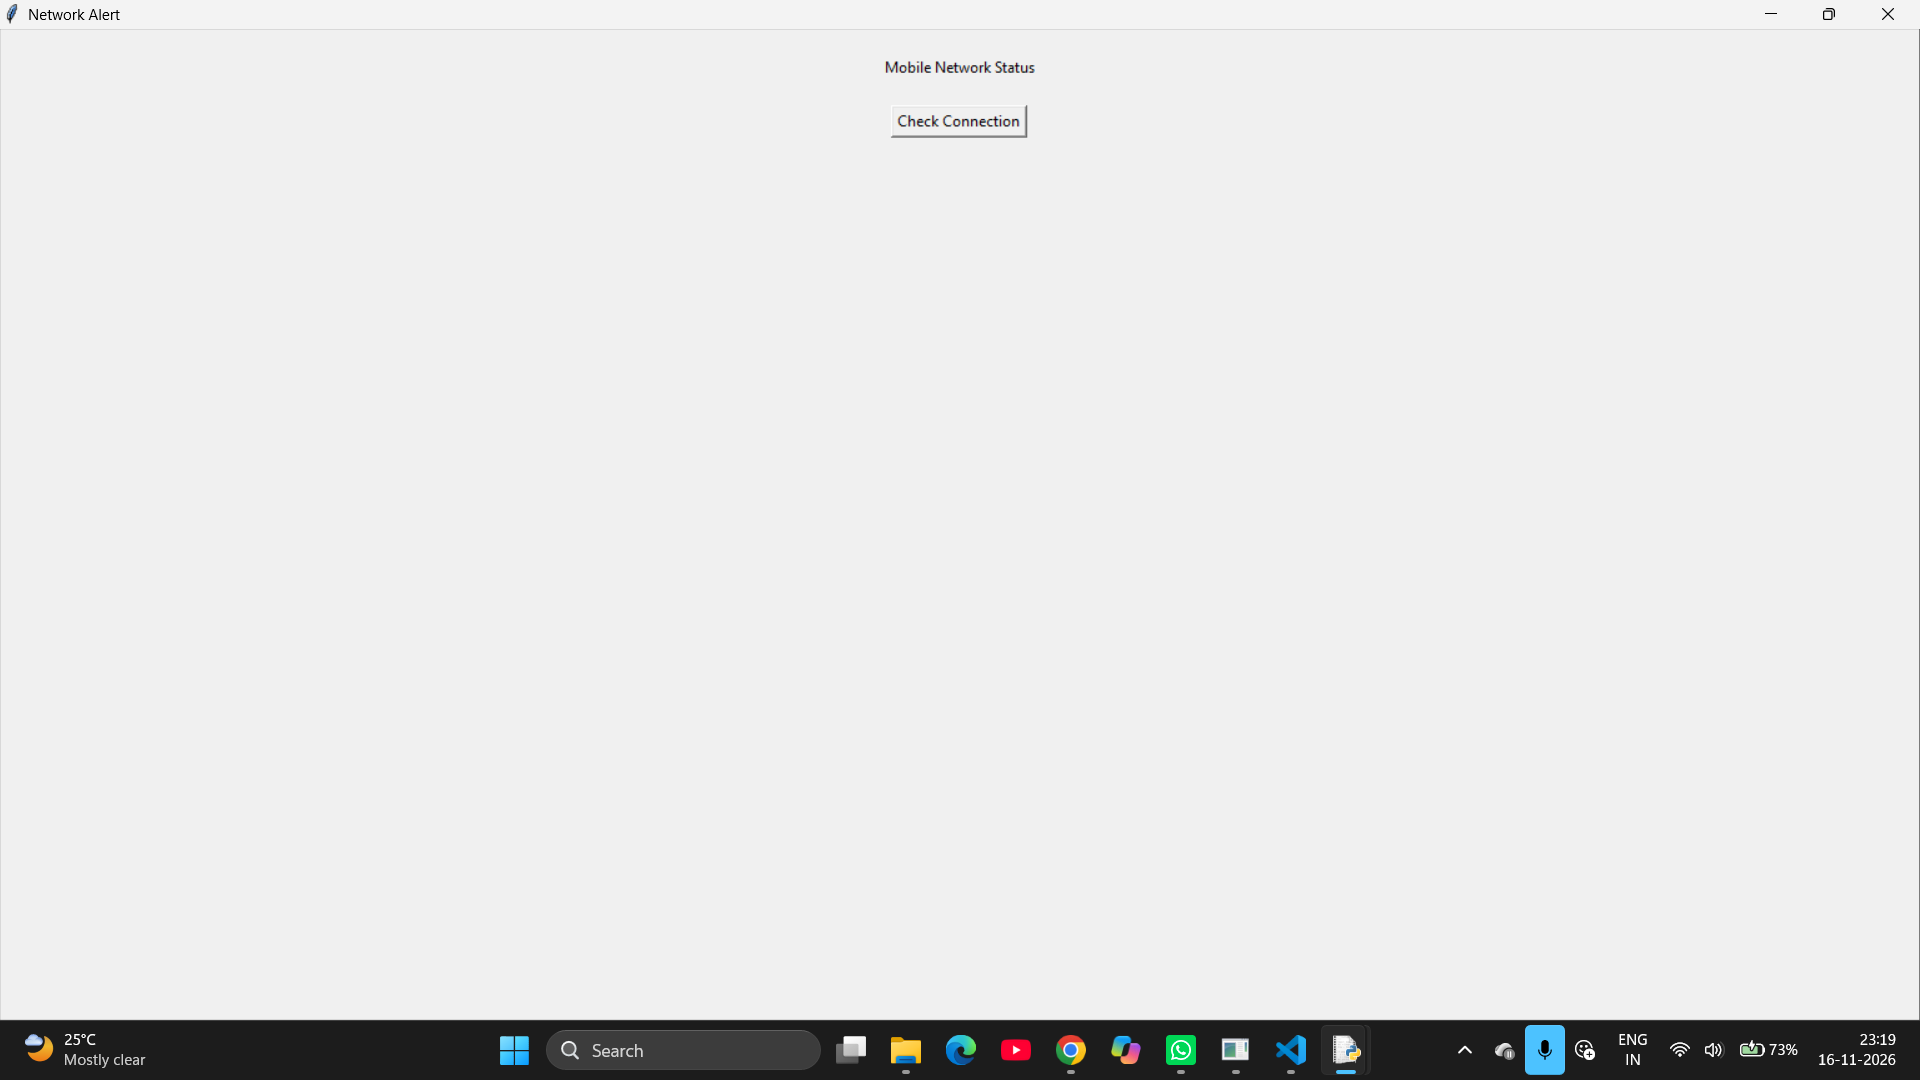 Network Alert
Mobile Network Status
Check Connection
25°C
Mostly clear
Search
ENG
IN
73%
23:19
16-11-2026